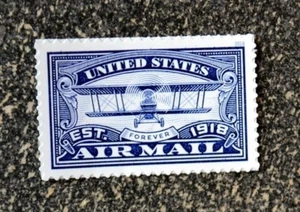 UNITED STATES
EST. FOREVER 1918
AIR MAIL